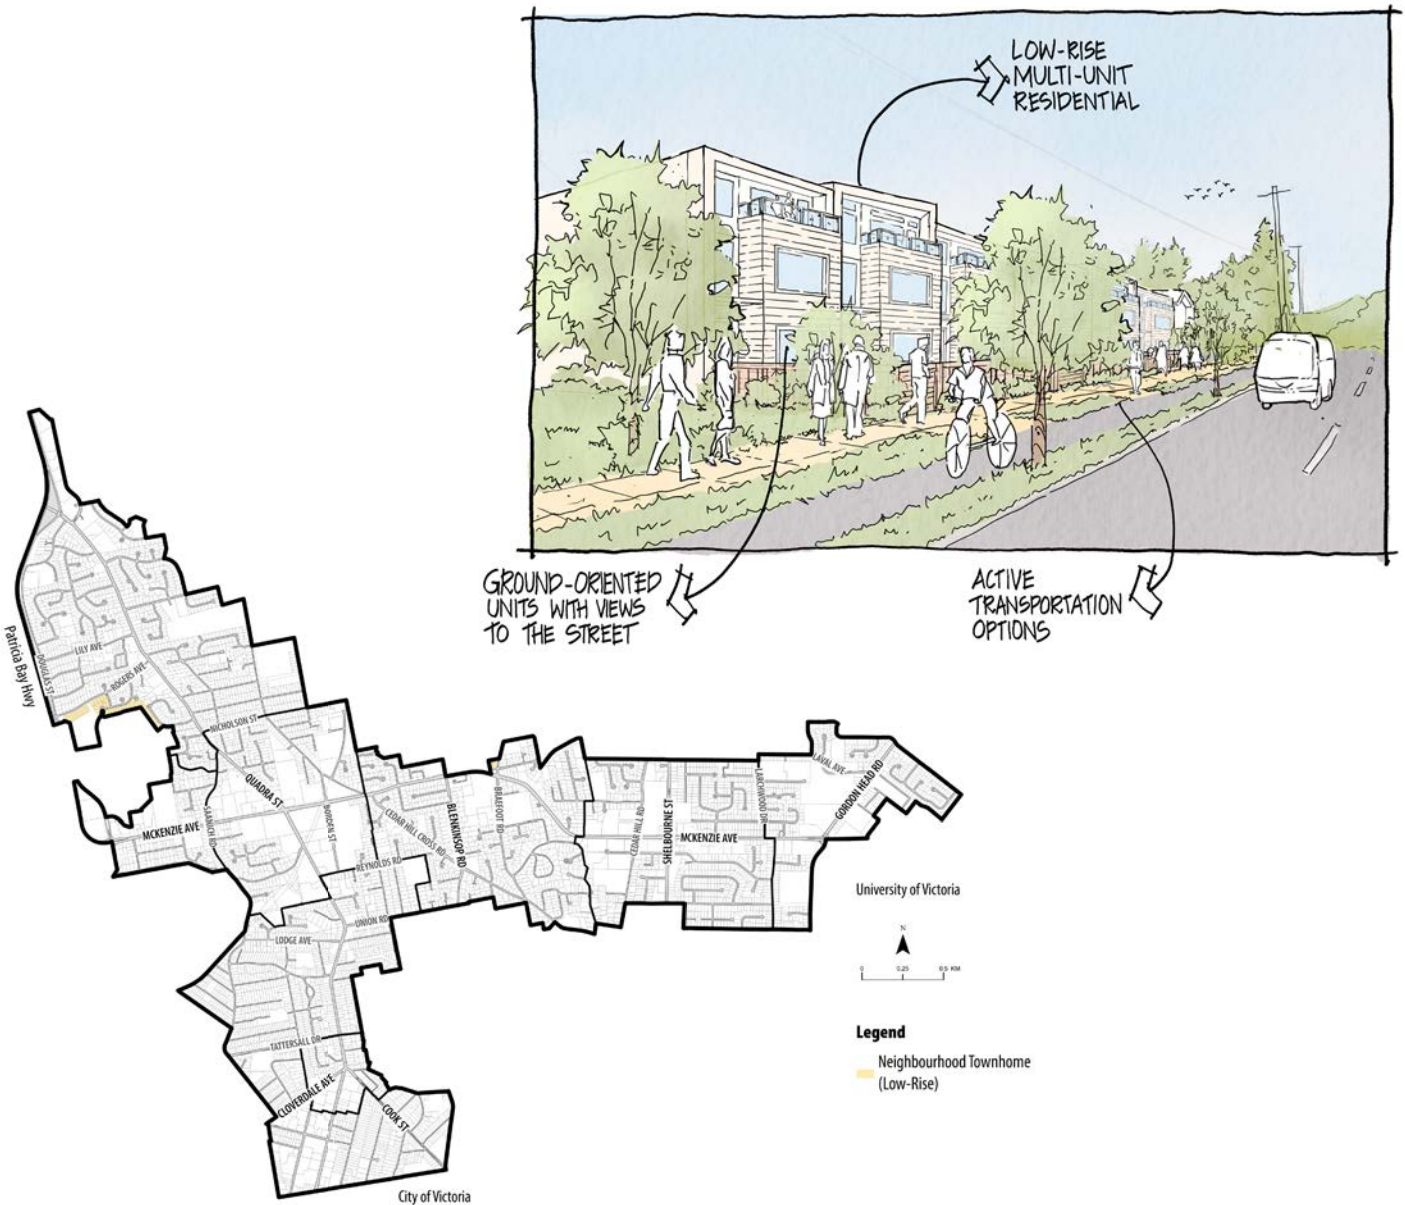 LOW-RISE
MULTI-UNIT
RESIDENTIAL
GROUND-ORIENTED
UNITS WITH VIEWS
TO THE STREET
ACTIVE
TRANSPORTATION
OPTIONS
Patricia Bay Hwy
DOUGLAS ST
LILY AVE
ROGERS AVE
NICHOLSON ST
QUADRA ST
SAANICH RD
MCKENZIE AVE
BORDEN ST
CEDAR HILL CROSS RD
REYNOLDS RD
BLENKINSOP RD
BRAEFOOT RD
CEDAR HILL RD
SHELBOURNE ST
MCKENZIE AVE
LARCHWOOD DR
LAVAL AVE
GORDON HEAD RD
UNION RD
LODGE AVE
TATTERSALL DR
CLOVERDALE AVE
COOK ST
University of Victoria
City of Victoria
N
0 0.25 0.5 KM
Legend
Neighbourhood Townhome
(Low-Rise)